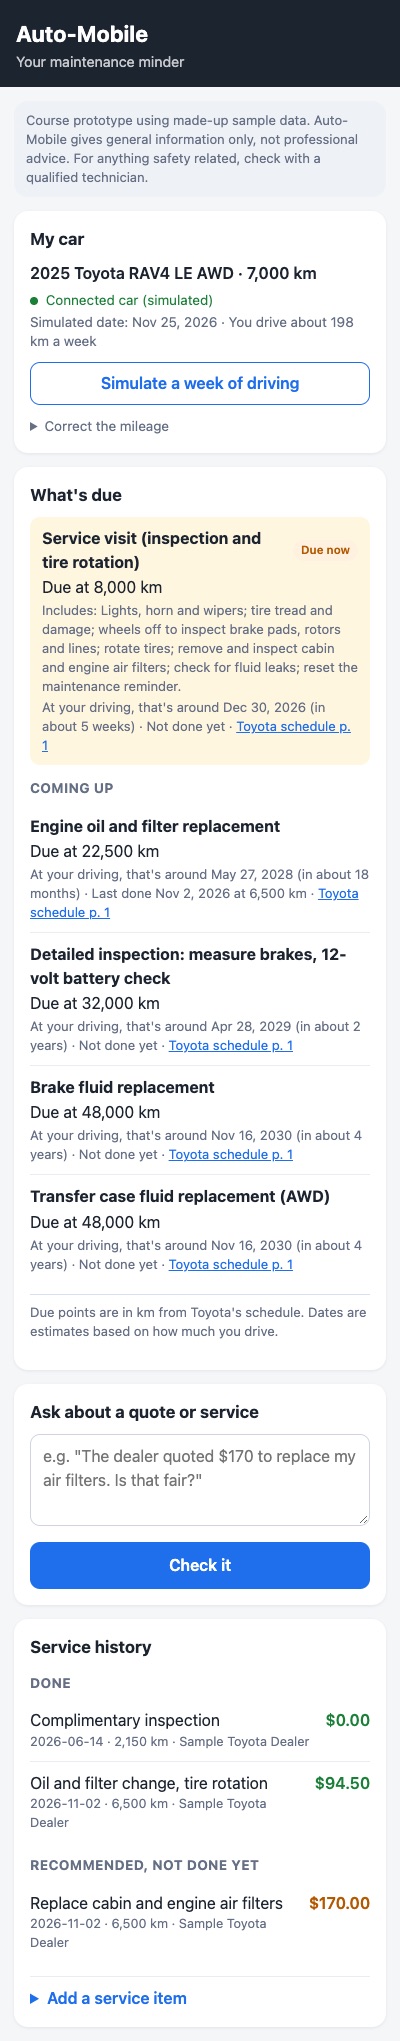 Auto-Mobile
Your maintenance minder
Course prototype using made-up sample data. Auto-
Mobile gives general information only, not professional
advice. For anything safety related, check with a
qualified technician.
My car
2025 Toyota RAV4 LE AWD · 7,000 km
Connected car (simulated)
Simulated date: Nov 25, 2026 · You drive about 198
km a week
Simulate a week of driving
Correct the mileage
What's due
Service visit (inspection and
tire rotation)
Due now
Due at 8,000 km
Includes: Lights, horn and wipers; tire tread and
damage; wheels off to inspect brake pads, rotors
and lines; rotate tires; remove and inspect cabin
and engine air filters; check for fluid leaks; reset the
maintenance reminder.
At your driving, that's around Dec 30, 2026 (in
about 5 weeks) · Not done yet · Toyota schedule p.
1
COMING UP
Engine oil and filter replacement
Due at 22,500 km
At your driving, that's around May 27, 2028 (in about 18
months) · Last done Nov 2, 2026 at 6,500 km · Toyota
schedule p. 1
Detailed inspection: measure brakes, 12-
volt battery check
Due at 32,000 km
At your driving, that's around Apr 28, 2029 (in about 2
years) · Not done yet · Toyota schedule p. 1
Brake fluid replacement
Due at 48,000 km
At your driving, that's around Nov 16, 2030 (in about 4
years) · Not done yet · Toyota schedule p. 1
Transfer case fluid replacement (AWD)
Due at 48,000 km
At your driving, that's around Nov 16, 2030 (in about 4
years) · Not done yet · Toyota schedule p. 1
Due points are in km from Toyota's schedule. Dates are
estimates based on how much you drive.
Ask about a quote or service
e.g. "The dealer quoted $170 to replace my
air filters. Is that fair?"
Check it
Service history
DONE
Complimentary inspection $0.00
2026-06-14 · 2,150 km · Sample Toyota Dealer
Oil and filter change, tire rotation $94.50
2026-11-02 · 6,500 km · Sample Toyota
Dealer
RECOMMENDED, NOT DONE YET
Replace cabin and engine air filters $170.00
2026-11-02 · 6,500 km · Sample Toyota
Dealer
Add a service item